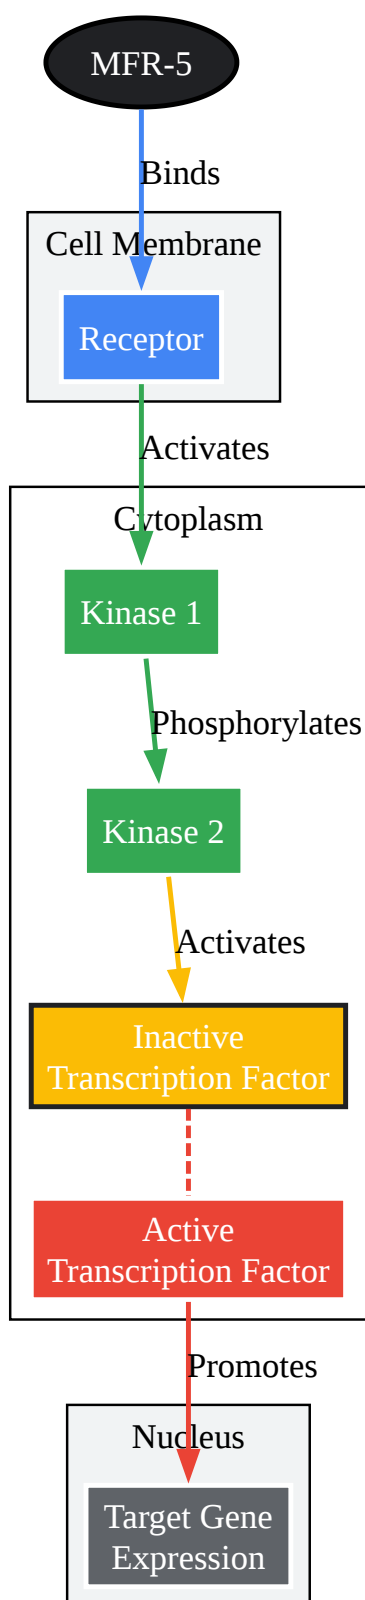 MFR-5
Binds
Cell Membrane
Receptor
Activates
Cytoplasm
Kinase 1
Phosphorylates
Kinase 2
Activates
Inactive
Transcription Factor
Active
Transcription Factor
Promotes
Nucleus
Target Gene
Expression